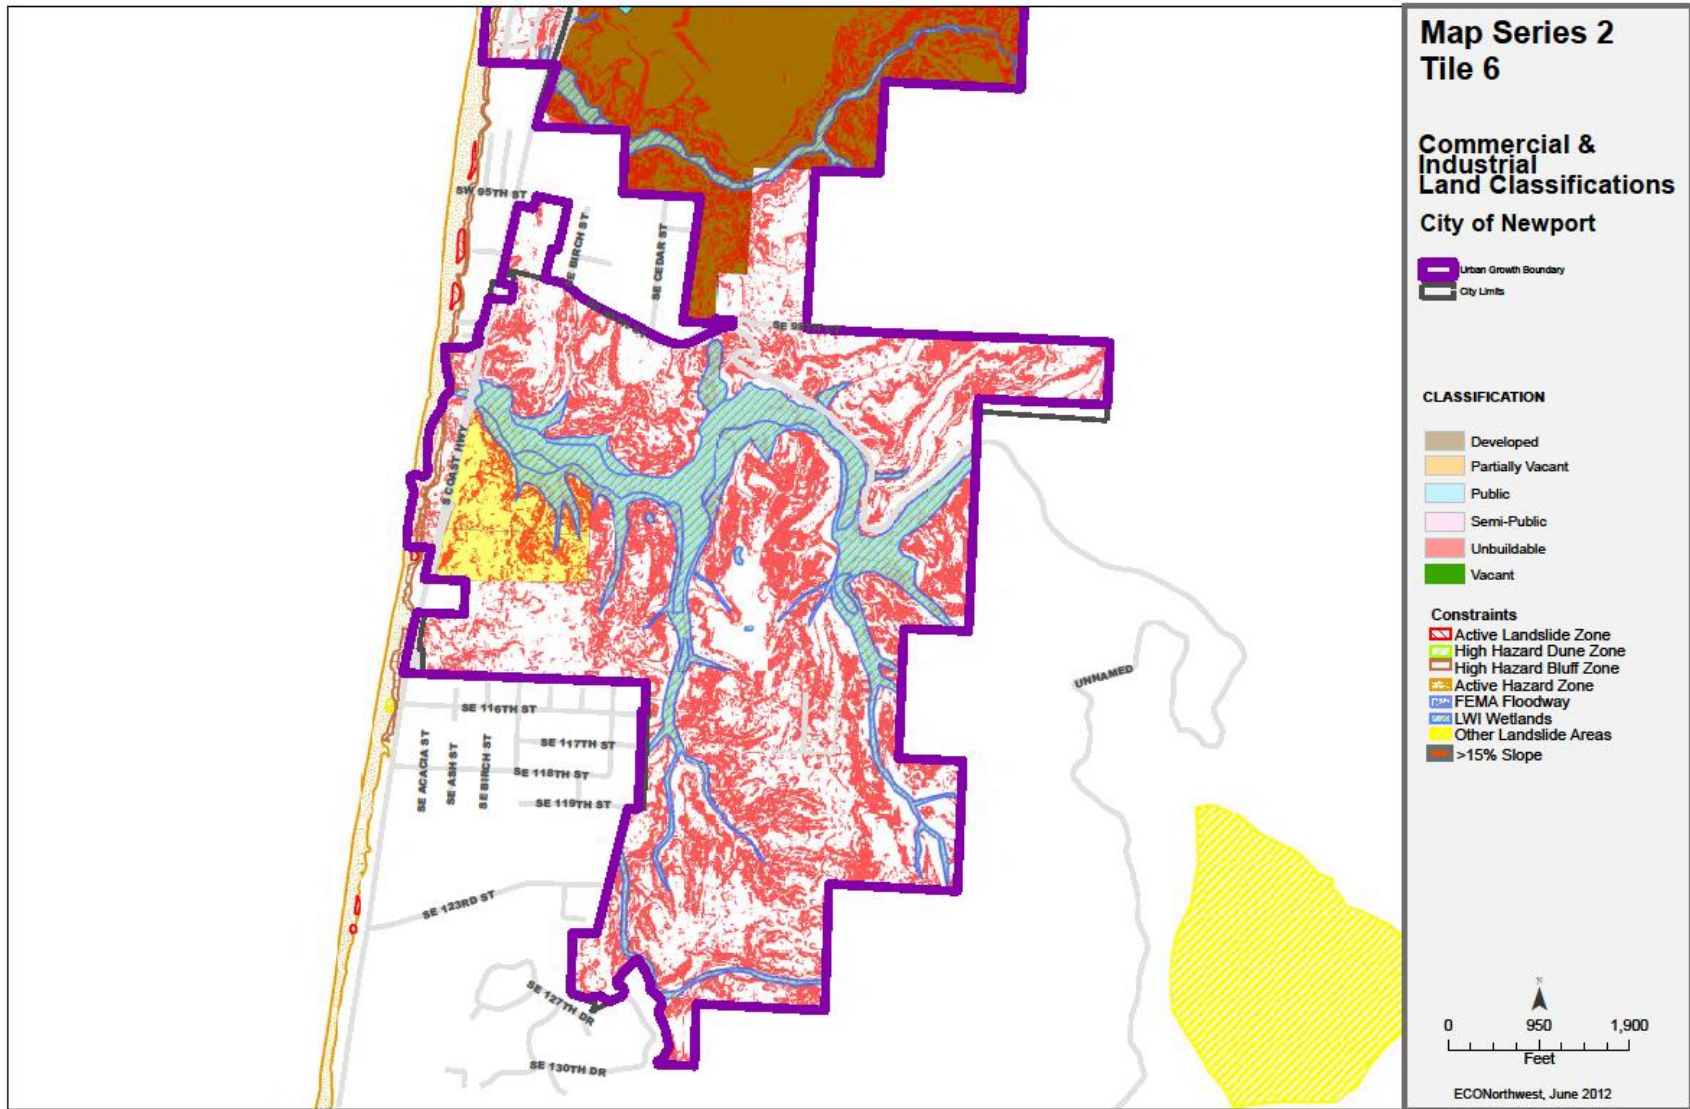 Map Series 2
Tile 6
Commercial &
Industrial
Land Classifications
City of Newport
Urban Growth Boundary
City Limits
CLASSIFICATION
Developed
Partially Vacant
Public
Semi-Public
Unbuildable
Vacant
Constraints
Active Landslide Zone
High Hazard Dune Zone
High Hazard Bluff Zone
Active Hazard Zone
FEMA Floodway
LWI Wetlands
Other Landslide Areas
>15% Slope
N
0 950 1,900
Feet
ECONorthwest, June 2012
SW 95TH ST
SE BIRCH ST
SE CEDAR ST
SE
S COAST HWY
UNNAMED
SE 116TH ST
SE 117TH ST
SE 118TH ST
SE 119TH ST
SE ACACIA ST
SE ASH ST
SE BIRCH ST
SE 123RD ST
SE 127TH DR
SE 130TH DR